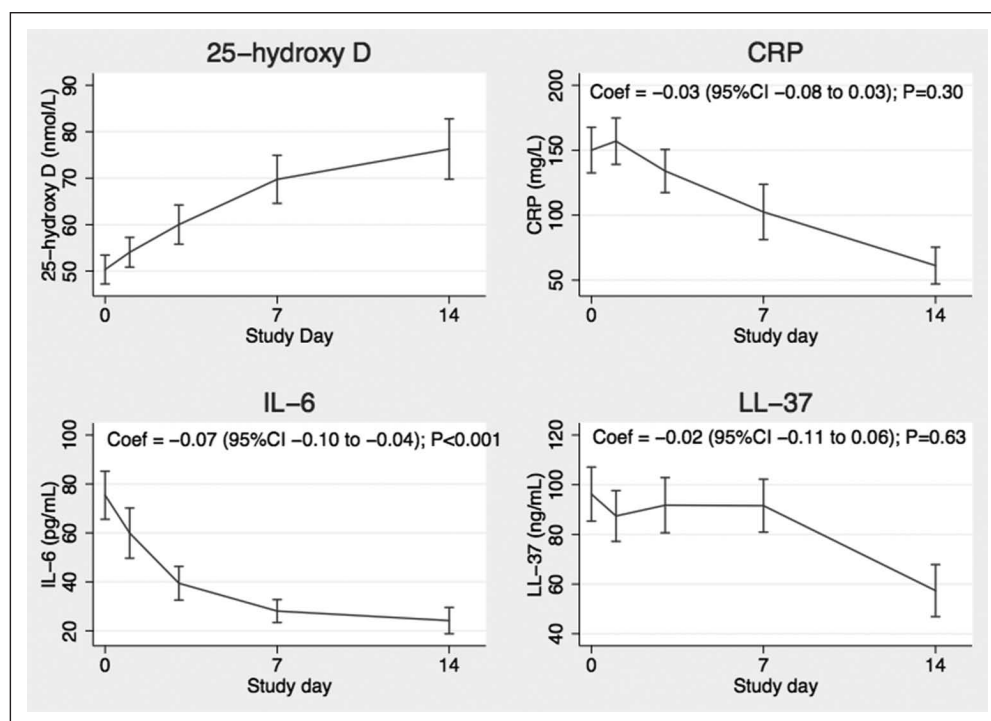 25−hydroxy D
25−hydroxy D (nmol/L)
90
80
70
60
50
0
7
14
Study Day
CRP
Coef = −0.03 (95%CI −0.08 to 0.03); P=0.30
CRP (mg/L)
200
150
100
50
0
7
14
Study day
IL−6
Coef = −0.07 (95%CI −0.10 to −0.04); P<0.001
IL−6 (pg/mL)
100
80
60
40
20
0
7
14
Study day
LL−37
Coef = −0.02 (95%CI −0.11 to 0.06); P=0.63
LL−37 (ng/mL)
120
100
80
60
40
0
7
14
Study day